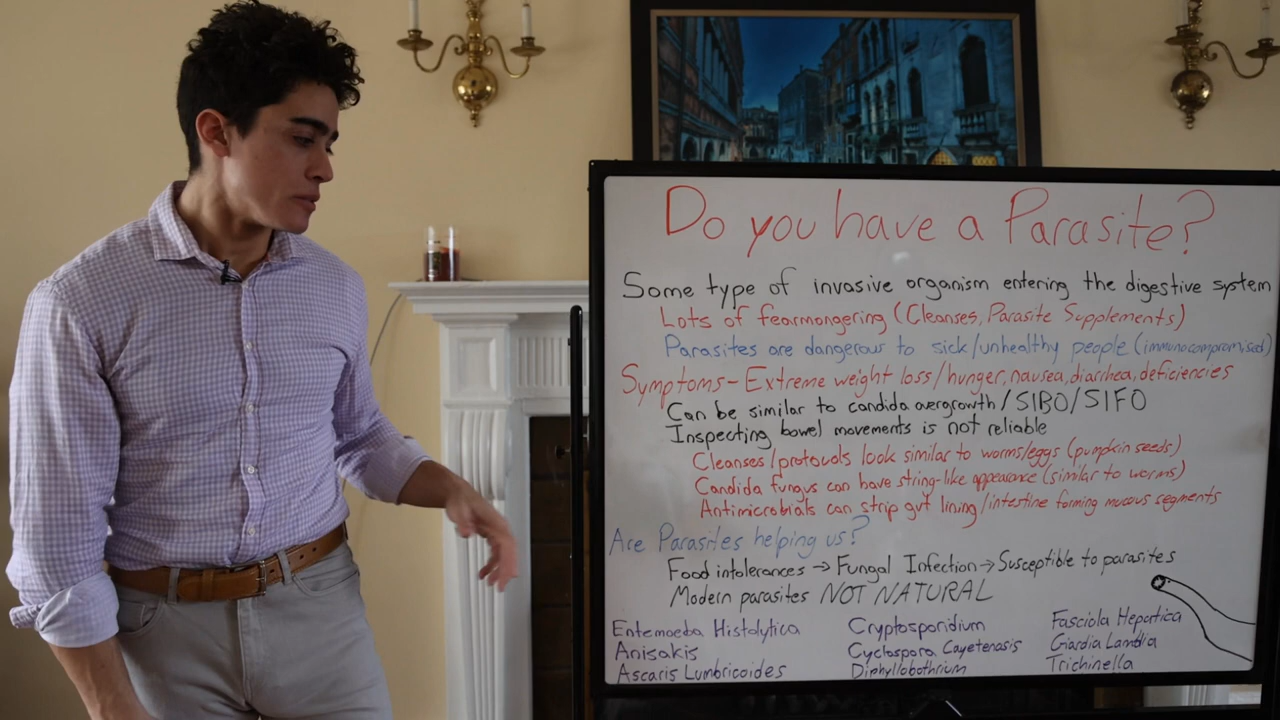 Do you have a Parasite?
Some type of invasive organism entering the digestive system
Lots of fearmongering (Cleanses, Parasite Supplements)
Parasites are dangerous to sick/unhealthy people (immunocompromised)
Symptoms- Extreme weight loss/hunger, nausea, diarrhea, deficiencies
Can be similar to candida overgrowth/SIBO/SIFO
Inspecting bowel movements is not reliable
Cleanses/protocols look similar to worms/eggs (pumpkin seeds)
Candida fungus can have string-like appearance (similar to worms)
Antimicrobials can strip gut lining/intestine forming mucous segments
Are Parasites helping us?
Food intolerances → Fungal Infection → Susceptible to parasites
Modern parasites NOT NATURAL
Entemoeba Histolytica
Anisakis
Ascaris Lumbricoides
Cryptosporidium
Cyclospora Cayetenasis
Diphyllobothrium
Fasciola Hepatica
Giardia Lamblia
Trichinella